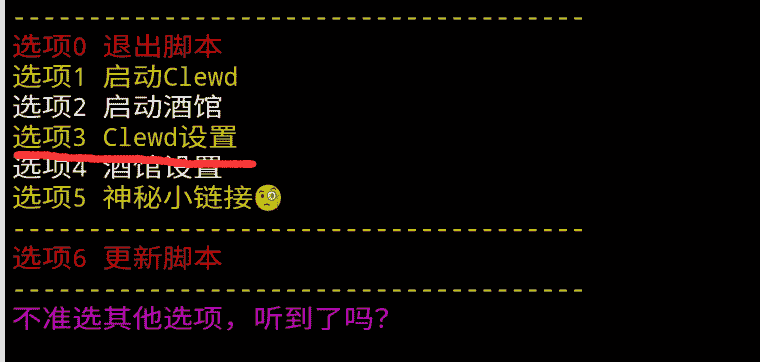 选项0 退出脚本
选项1 启动Clewd
选项2 启动酒馆
选项3 Clewd设置
选项4 酒馆设置
选项5 神秘小链接🧐
选项6 更新脚本
不准选其他选项，听到了吗？